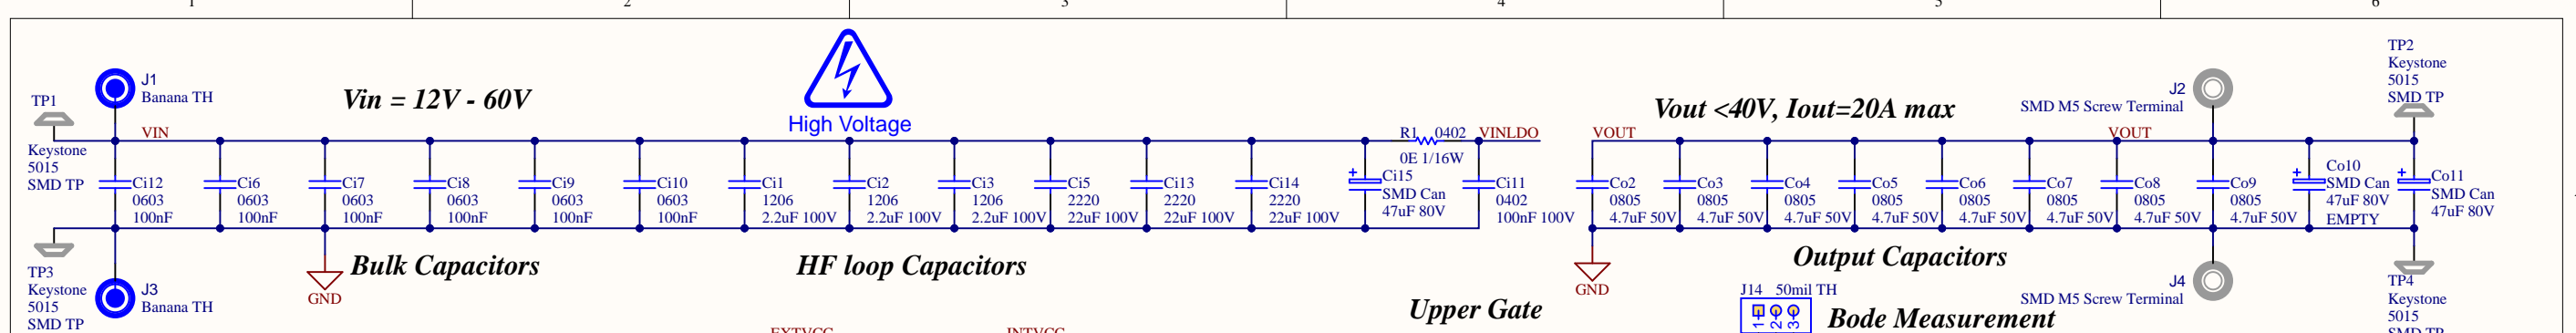 1 2 3 4 5 6
TP1
Keystone
5015
SMD TP
J1
Banana TH
VIN
Vin = 12V - 60V
High Voltage
R1 0402
0E 1/16W
VINLDO
Vout <40V, Iout=20A max
VOUT
VOUT
J2
SMD M5 Screw Terminal
TP2
Keystone
5015
SMD TP
Ci12
0603
100nF
Ci6
0603
100nF
Ci7
0603
100nF
Ci8
0603
100nF
Ci9
0603
100nF
Ci10
0603
100nF
Ci1
1206
2.2uF 100V
Ci2
1206
2.2uF 100V
Ci3
1206
2.2uF 100V
Ci5
2220
22uF 100V
Ci13
2220
22uF 100V
Ci14
2220
22uF 100V
+
Ci15
SMD Can
47uF 80V
Ci11
0402
100nF 100V
Co2
0805
4.7uF 50V
Co3
0805
4.7uF 50V
Co4
0805
4.7uF 50V
Co5
0805
4.7uF 50V
Co6
0805
4.7uF 50V
Co7
0805
4.7uF 50V
Co8
0805
4.7uF 50V
Co9
0805
4.7uF 50V
+
Co10
SMD Can
47uF 80V
EMPTY
+
Co11
SMD Can
47uF 80V
TP3
Keystone
5015
SMD TP
J3
Banana TH
GND
Bulk Capacitors
HF loop Capacitors
Upper Gate
GND
Output Capacitors
J14 50mil TH
1 2 3
Bode Measurement
J4
SMD M5 Screw Terminal
TP4
Keystone
5015
SMD TP
EXTVCC
INTVCC